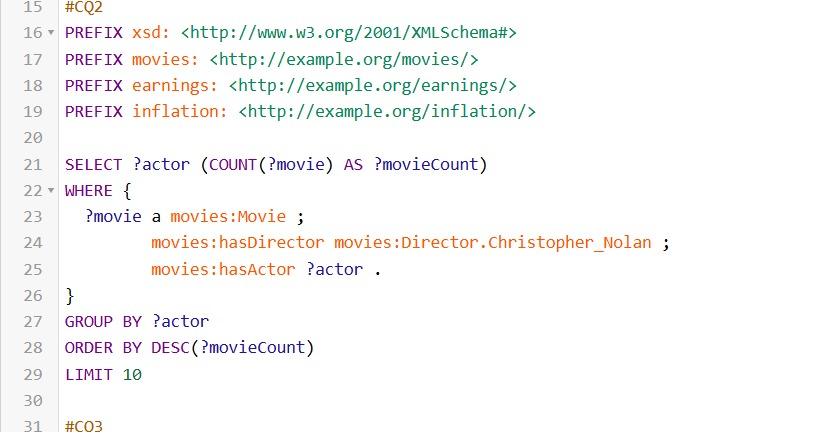 15 #CQ2
16 PREFIX xsd: <http://www.w3.org/2001/XMLSchema#>
17 PREFIX movies: <http://example.org/movies/>
18 PREFIX earnings: <http://example.org/earnings/>
19 PREFIX inflation: <http://example.org/inflation/>
20
21 SELECT ?actor (COUNT(?movie) AS ?movieCount)
22 WHERE {
23   ?movie a movies:Movie ;
24         movies:hasDirector movies:Director.Christopher_Nolan ;
25         movies:hasActor ?actor .
26 }
27 GROUP BY ?actor
28 ORDER BY DESC(?movieCount)
29 LIMIT 10
30
31 #CQ3